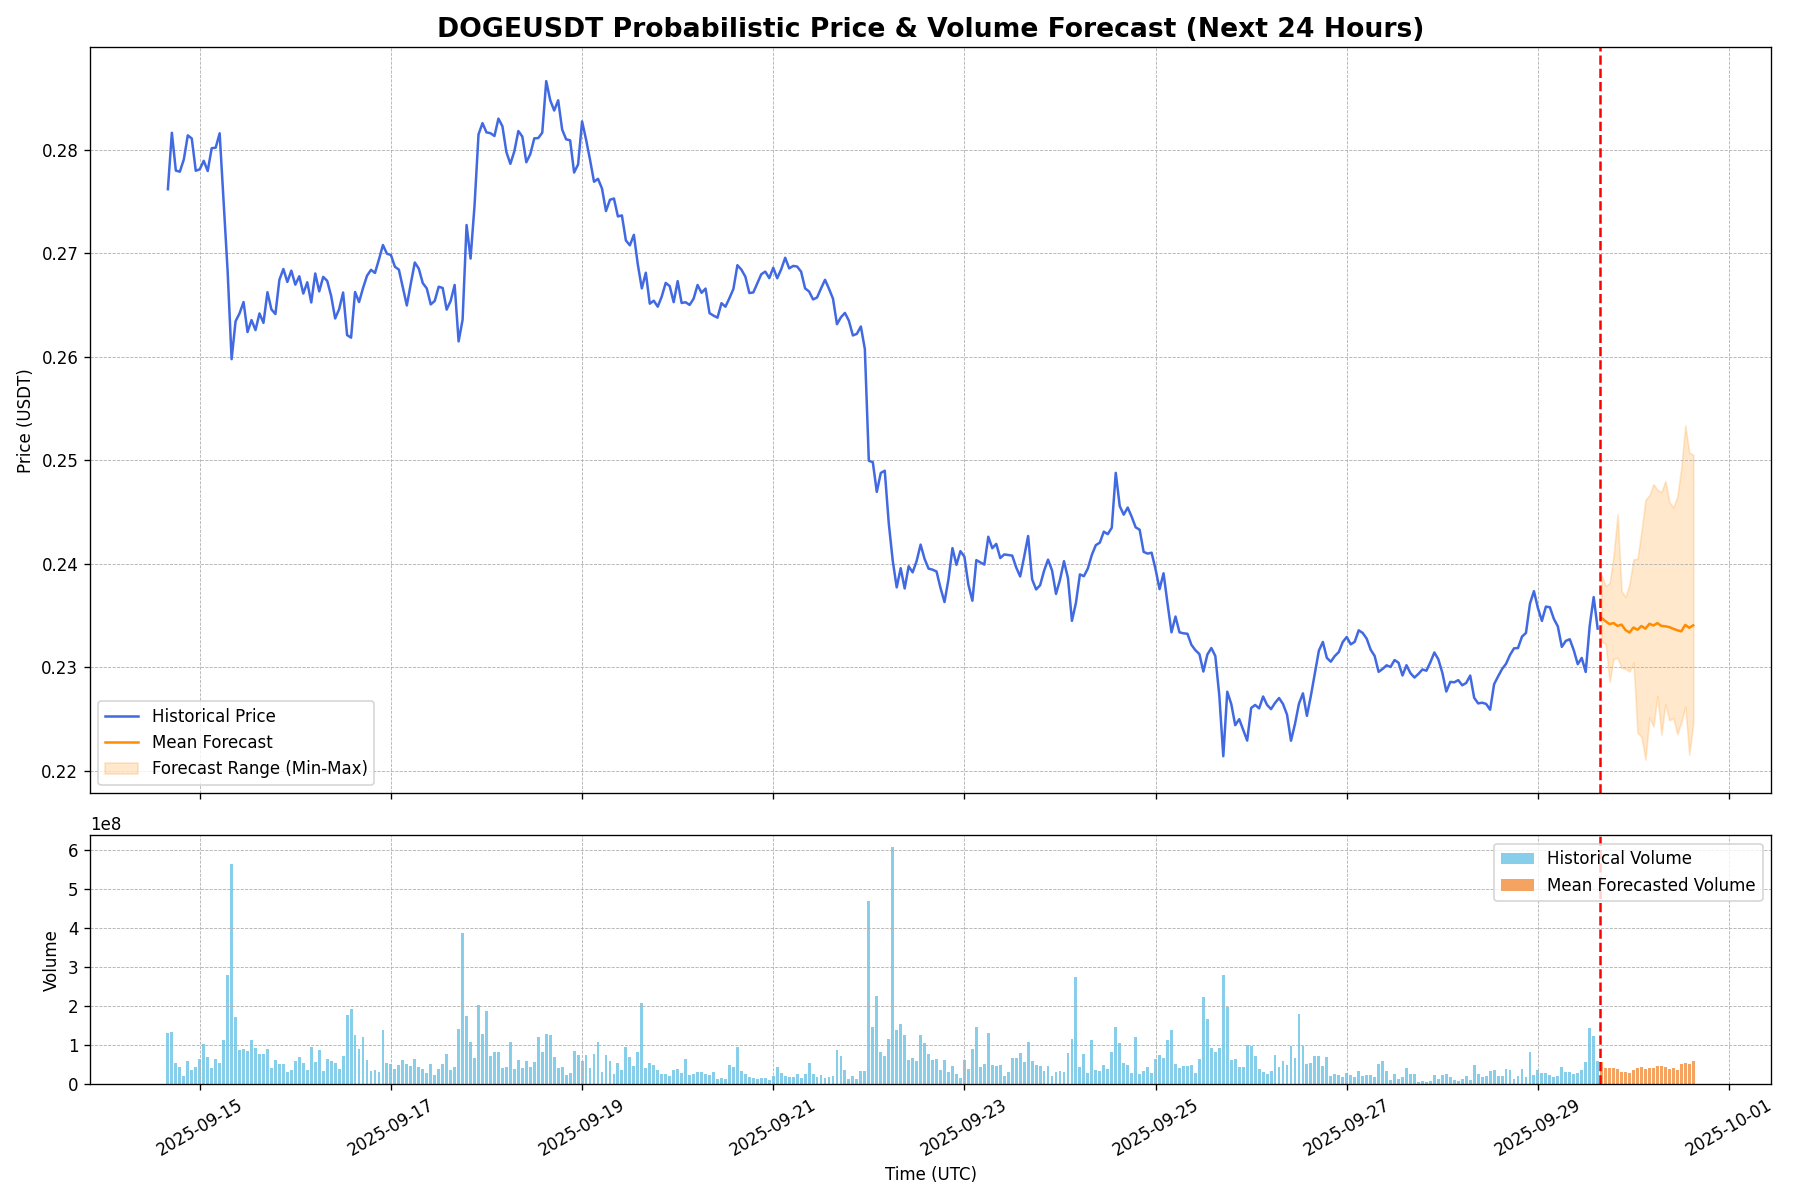 DOGEUSDT Probabilistic Price & Volume Forecast (Next 24 Hours)
Price (USDT)
0.28
0.27
0.26
0.25
0.24
0.23
0.22
Historical Price
Mean Forecast
Forecast Range (Min-Max)
1e8
Volume
6
5
4
3
2
1
0
Historical Volume
Mean Forecasted Volume
2025-09-15
2025-09-17
2025-09-19
2025-09-21
2025-09-23
2025-09-25
2025-09-27
2025-09-29
2025-10-01
Time (UTC)